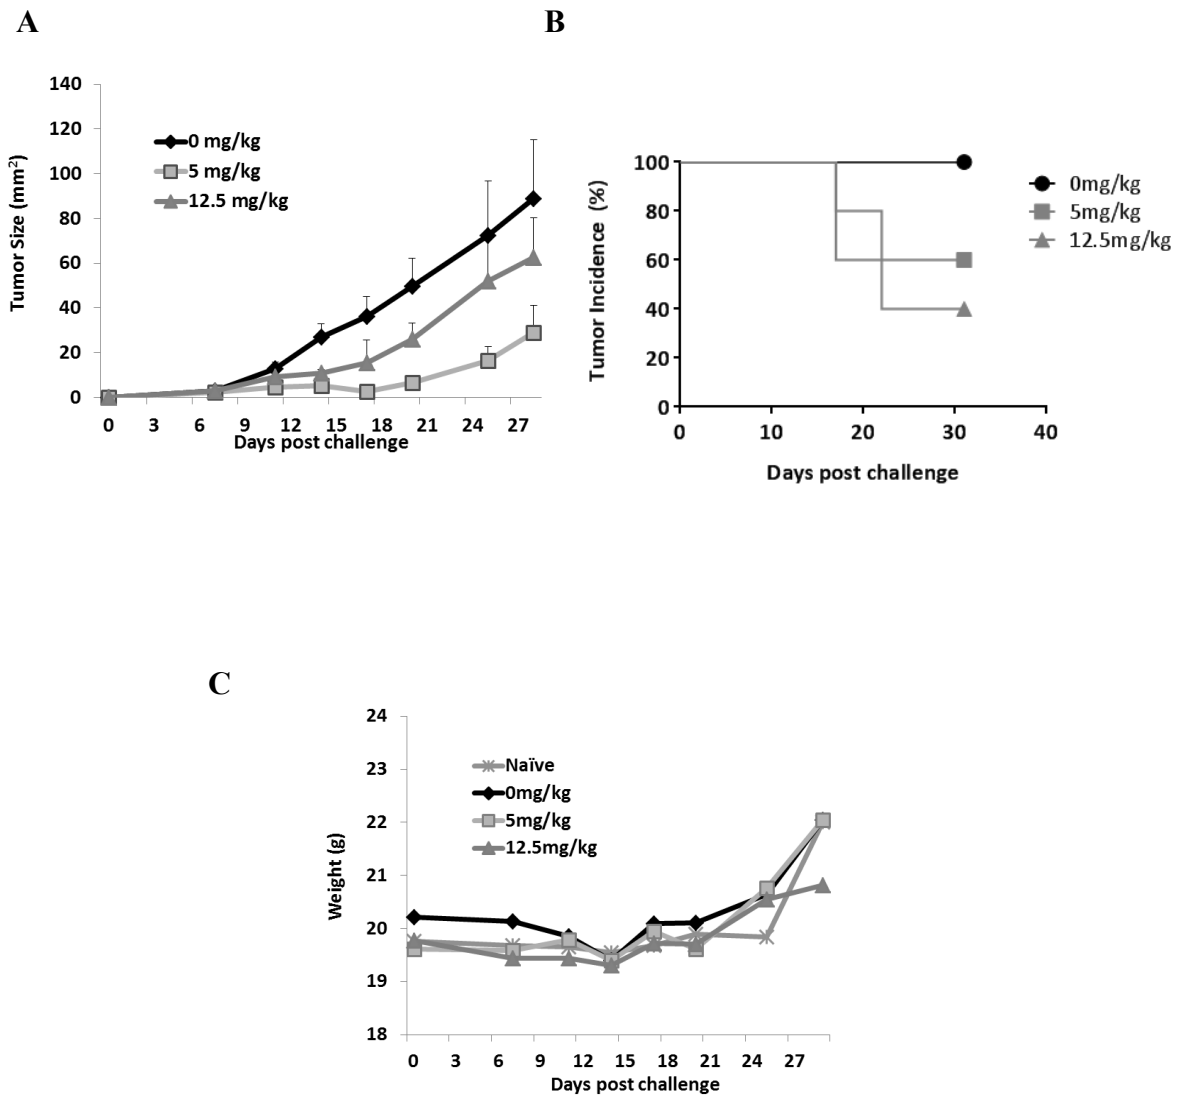 A
Tumor Size (mm²)
140
120
100
80
60
40
20
0
0 mg/kg
5 mg/kg
12.5 mg/kg
0 3 6 9 12 15 18 21 24 27
Days post challenge
B
Tumor Incidence (%)
100
80
60
40
20
0
0 10 20 30 40
Days post challenge
0mg/kg
5mg/kg
12.5mg/kg
C
Weight (g)
24
23
22
21
20
19
18
Naïve
0mg/kg
5mg/kg
12.5mg/kg
0 3 6 9 12 15 18 21 24 27
Days post challenge